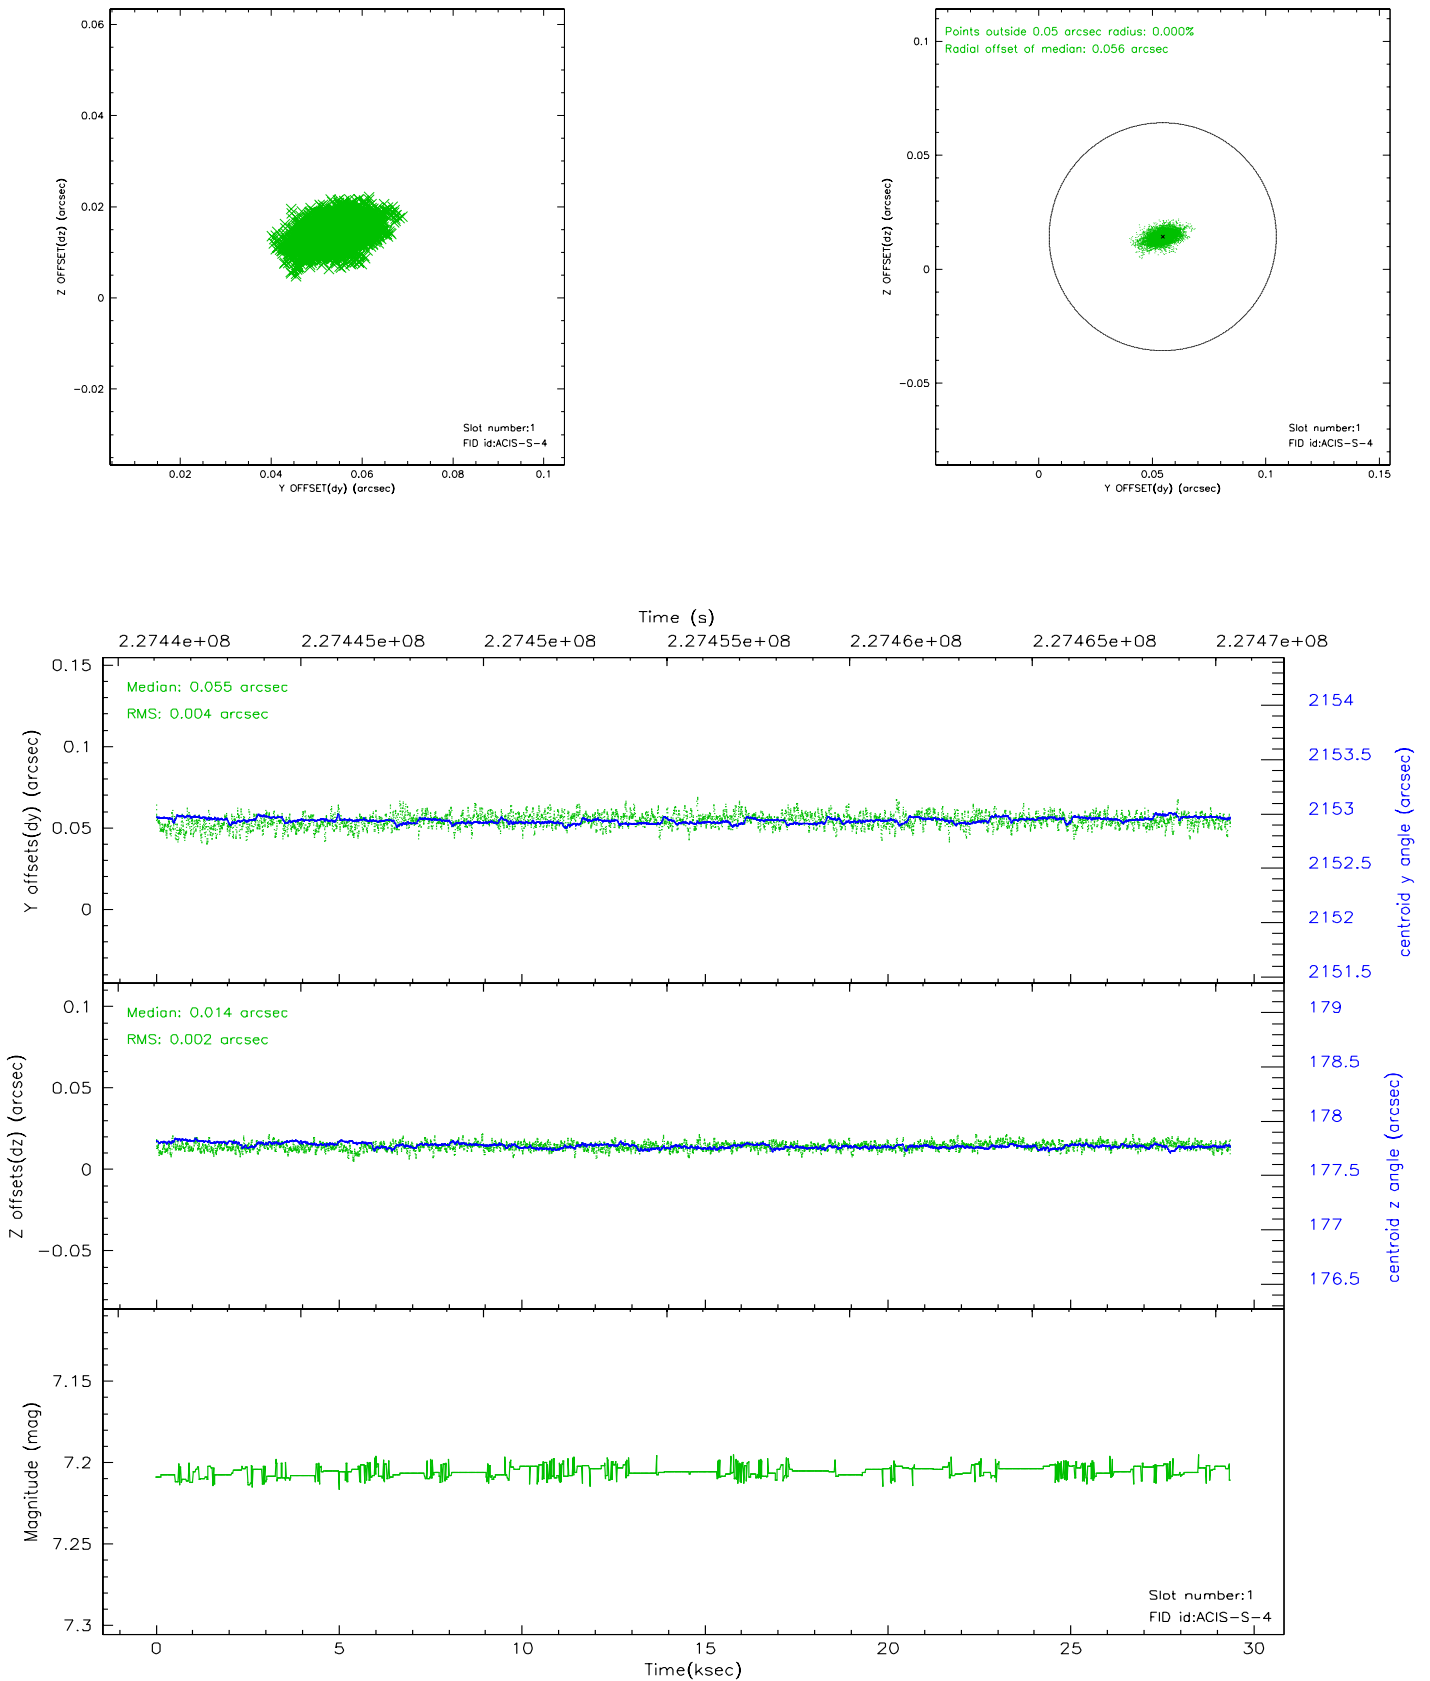 0.06
0.04
0.02
0
−0.02
Z OFFSET(dz) (arcsec)
Slot number:1
FID id:ACIS−S−4
0.02 0.04 0.06 0.08 0.1
Y OFFSET(dy) (arcsec)
Points outside 0.05 arcsec radius: 0.000%
Radial offset of median: 0.056 arcsec
0.1
0.05
0
−0.05
Z OFFSET(dz) (arcsec)
Slot number:1
FID id:ACIS−S−4
0 0.05 0.1 0.15
Y OFFSET(dy) (arcsec)
Time (s)
2.2744e+08 2.27445e+08 2.2745e+08 2.27455e+08 2.2746e+08 2.27465e+08 2.2747e+08
Median: 0.055 arcsec
RMS: 0.004 arcsec
0.15
0.1
0.05
0
Y offsets(dy) (arcsec)
2154
2153.5
2153
2152.5
2152
2151.5
centroid y angle (arcsec)
Median: 0.014 arcsec
RMS: 0.002 arcsec
0.1
0.05
0
−0.05
Z offsets(dz) (arcsec)
179
178.5
178
177.5
177
176.5
centroid z angle (arcsec)
7.15
7.2
7.25
7.3
Magnitude (mag)
Slot number:1
FID id:ACIS−S−4
0 5 10 15 20 25 30
Time(ksec)